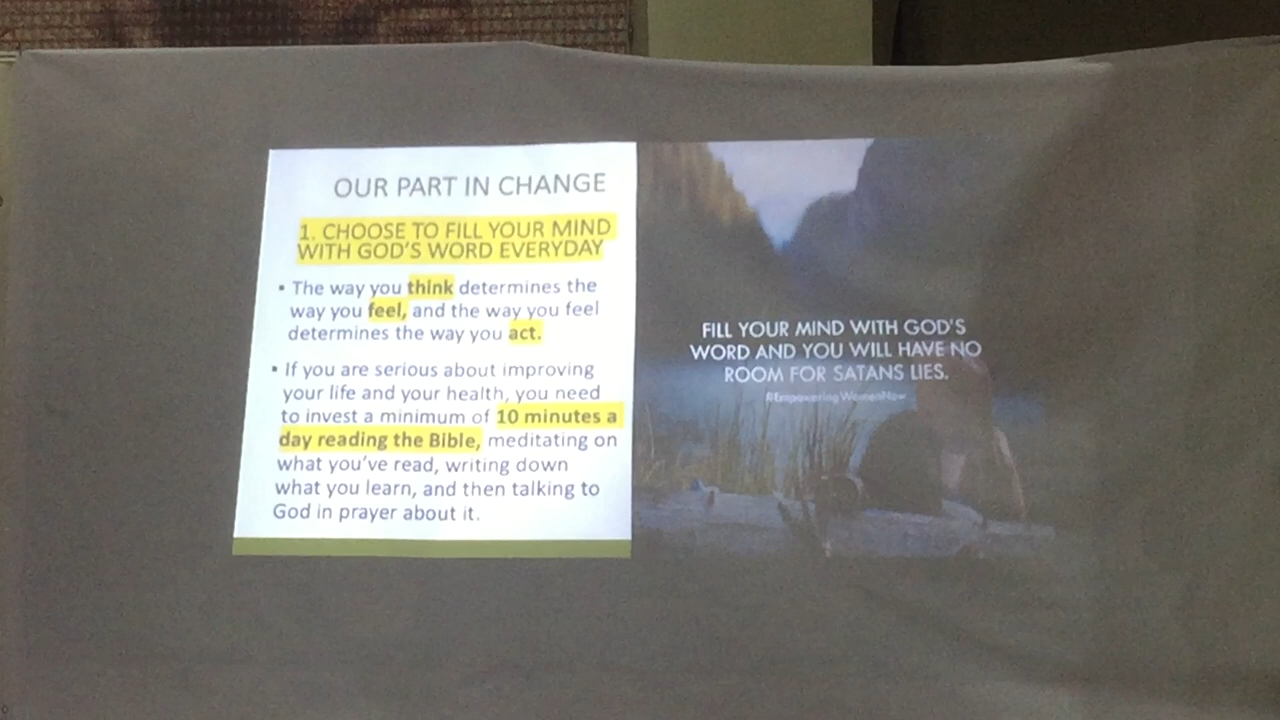 OUR PART IN CHANGE
1. CHOOSE TO FILL YOUR MIND
WITH GOD'S WORD EVERYDAY
• The way you think determines the
way you feel, and the way you feel
determines the way you act.
• If you are serious about improving
your life and your health, you need
to invest a minimum of 10 minutes a
day reading the Bible, meditating on
what you've read, writing down
what you learn, and then talking to
God in prayer about it.
FILL YOUR MIND WITH GOD'S
WORD AND YOU WILL HAVE NO
ROOM FOR SATANS LIES.
#EmpoweringWomenNow